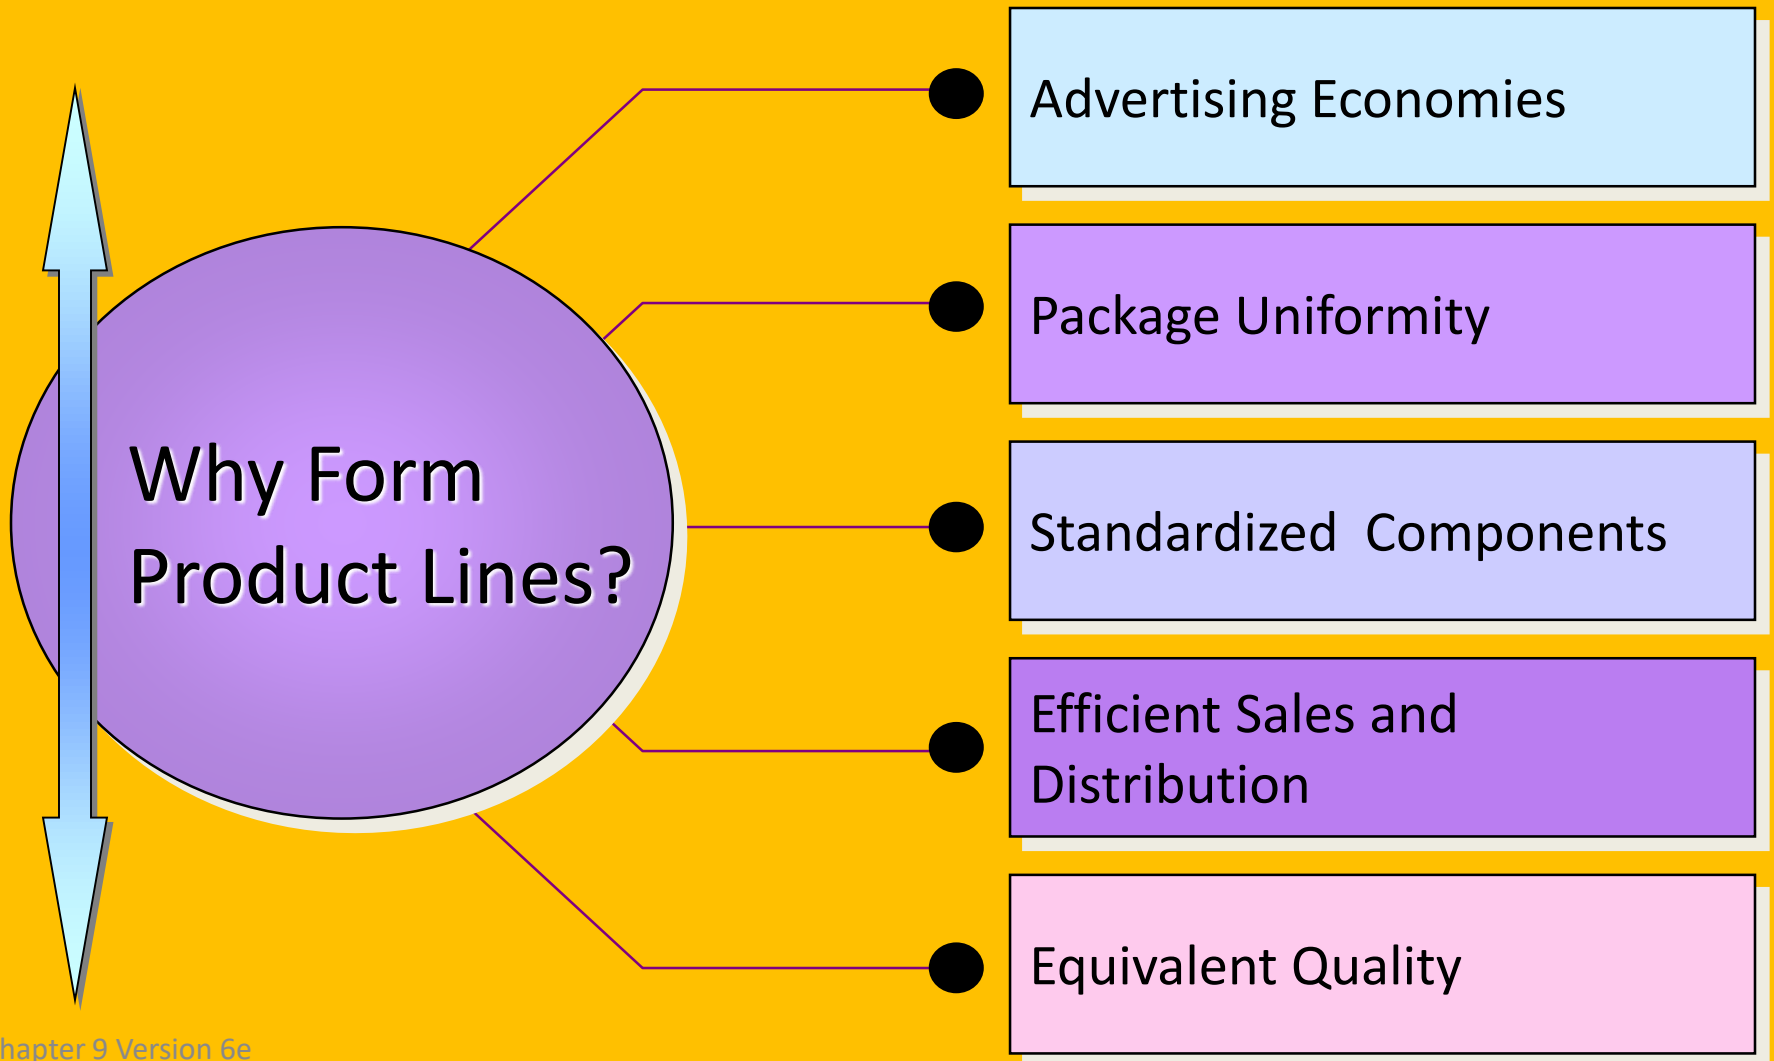 Why Form
Product Lines?
Advertising Economies
Package Uniformity
Standardized  Components
Efficient Sales and
Distribution
Equivalent Quality
hapter 9 Version 6e